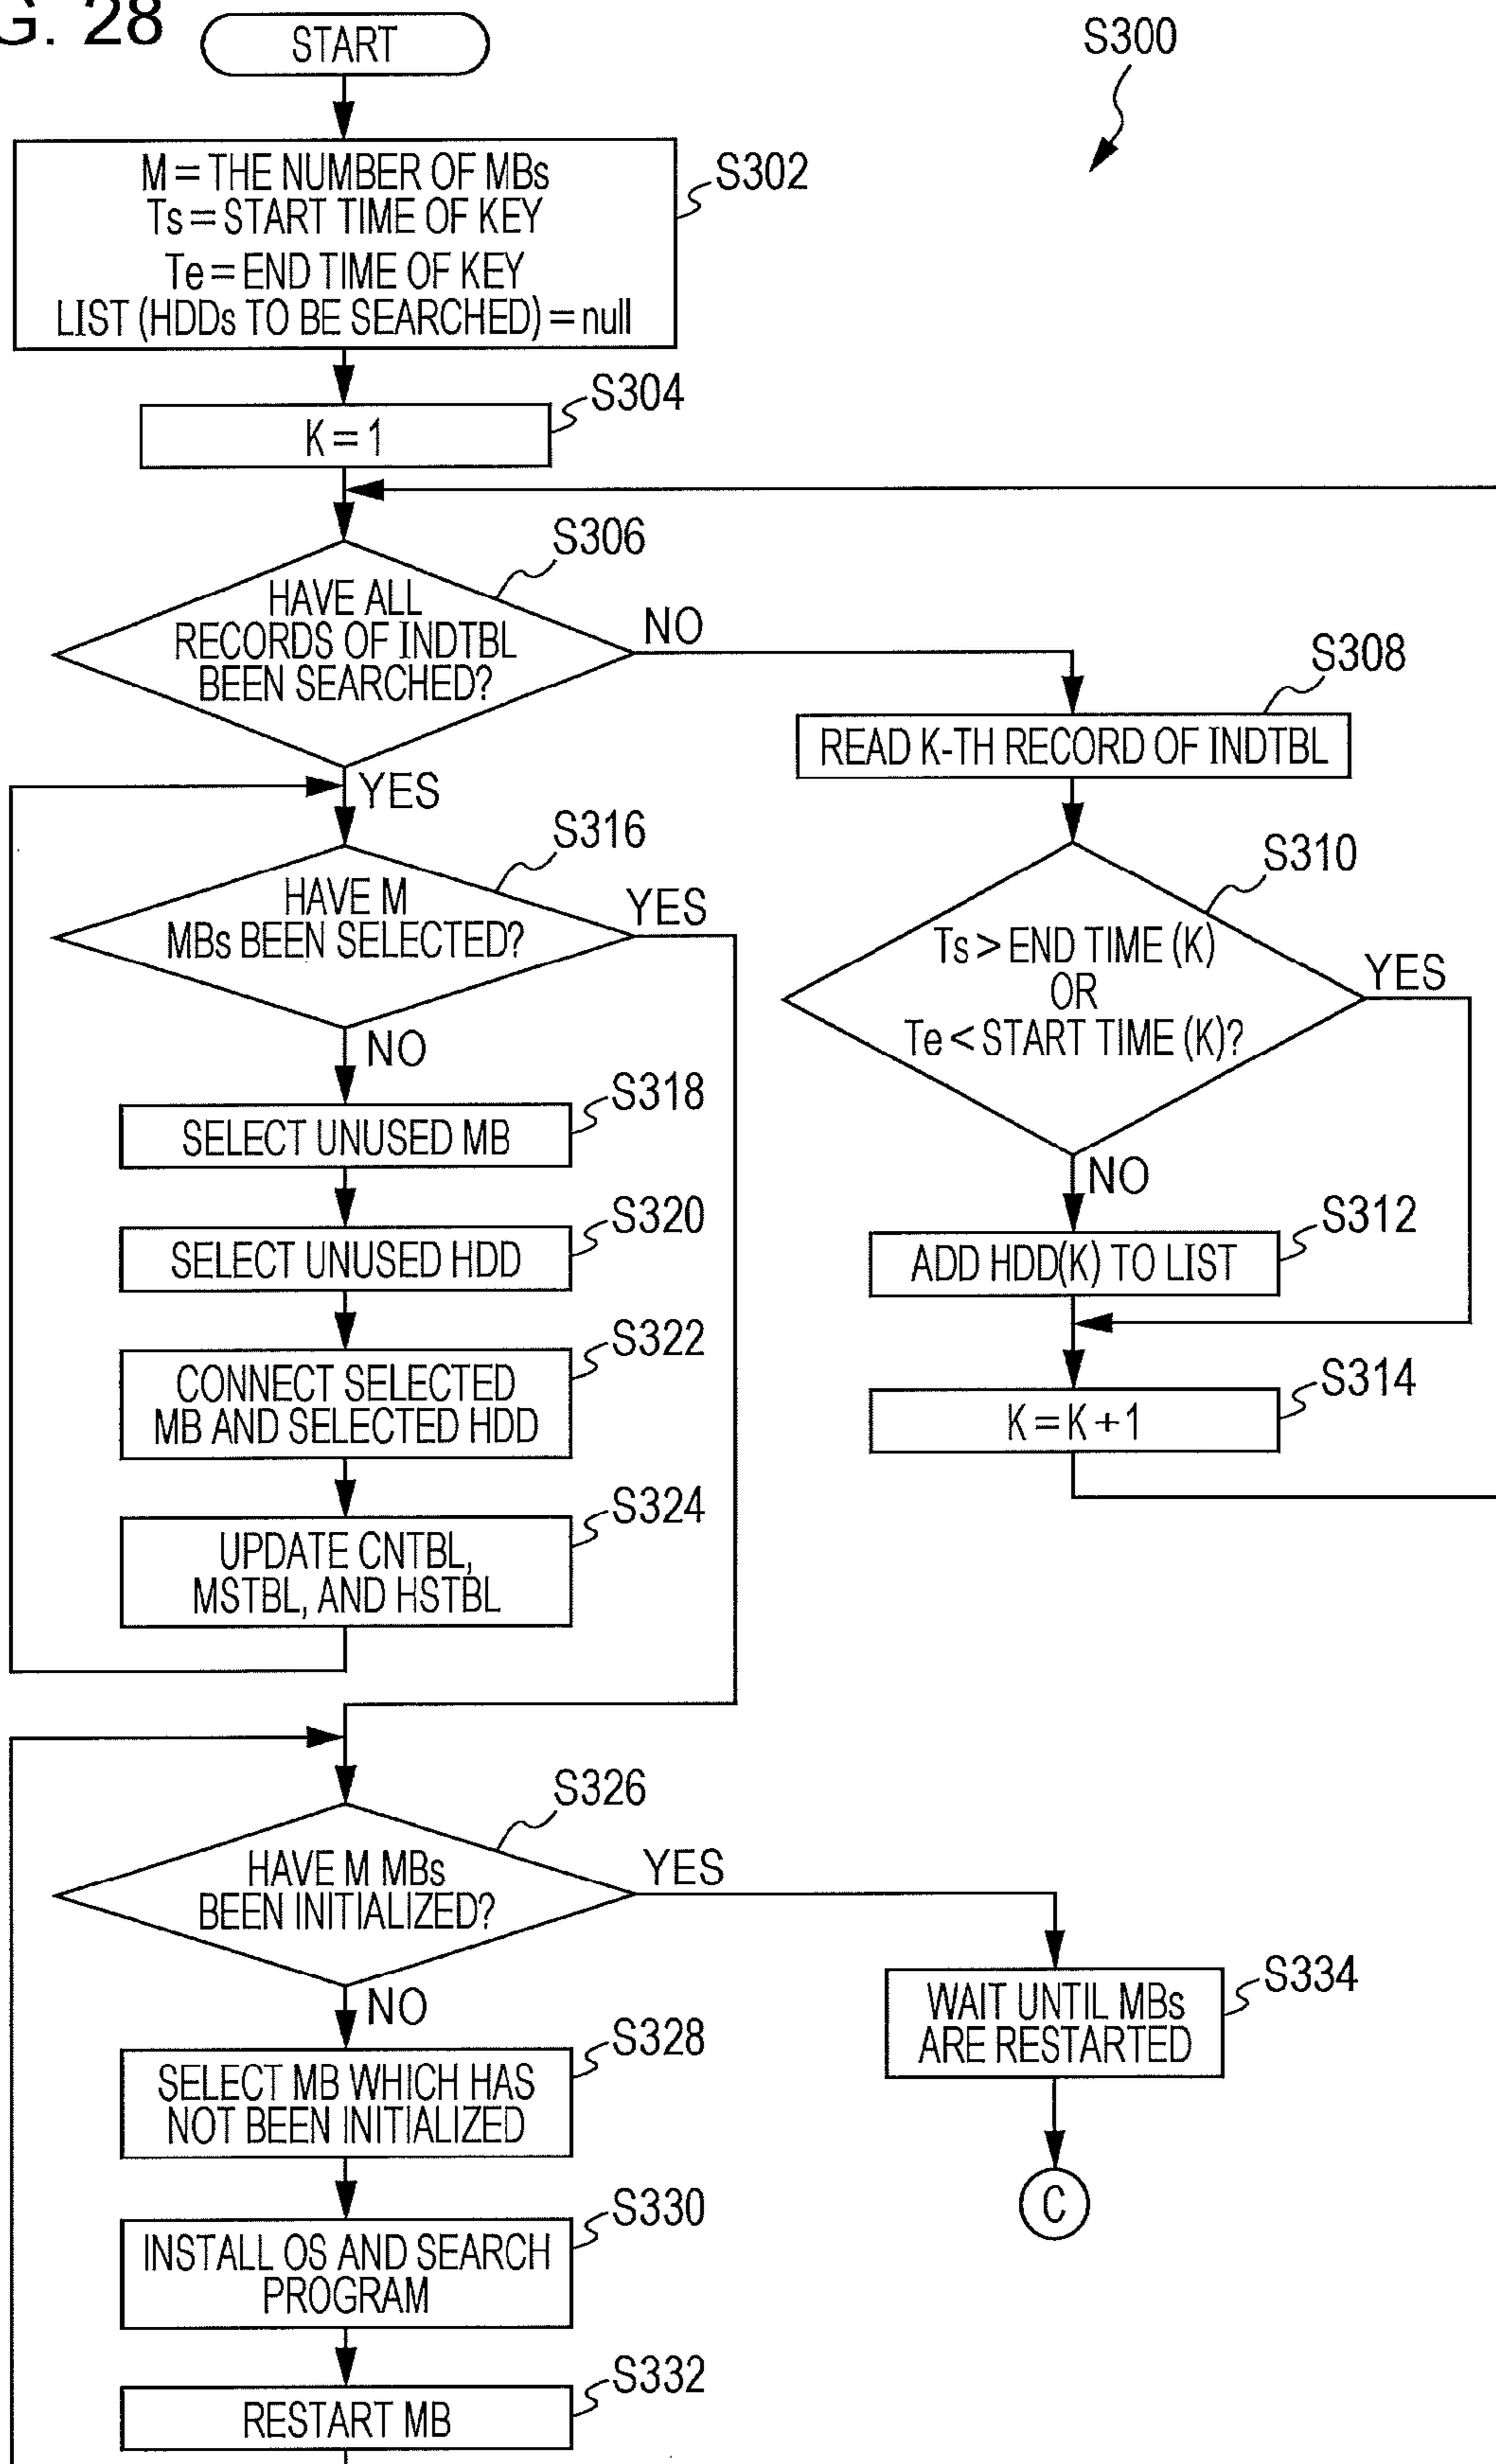 G. 28
START
S300
M = THE NUMBER OF MBs
Ts = START TIME OF KEY
Te = END TIME OF KEY
LIST (HDDs TO BE SEARCHED) = null
S302
K = 1
S304
S306
HAVE ALL
RECORDS OF INDTBL
BEEN SEARCHED?
NO
YES
S308
READ K-TH RECORD OF INDTBL
S310
Ts > END TIME (K)
OR
Te < START TIME (K)?
YES
NO
S312
ADD HDD(K) TO LIST
S314
K = K + 1
S316
HAVE M
MBs BEEN SELECTED?
YES
NO
S318
SELECT UNUSED MB
S320
SELECT UNUSED HDD
S322
CONNECT SELECTED
MB AND SELECTED HDD
S324
UPDATE CNTBL,
MSTBL, AND HSTBL
S326
HAVE M MBs
BEEN INITIALIZED?
YES
NO
S334
WAIT UNTIL MBs
ARE RESTARTED
C
S328
SELECT MB WHICH HAS
NOT BEEN INITIALIZED
S330
INSTALL OS AND SEARCH
PROGRAM
S332
RESTART MB